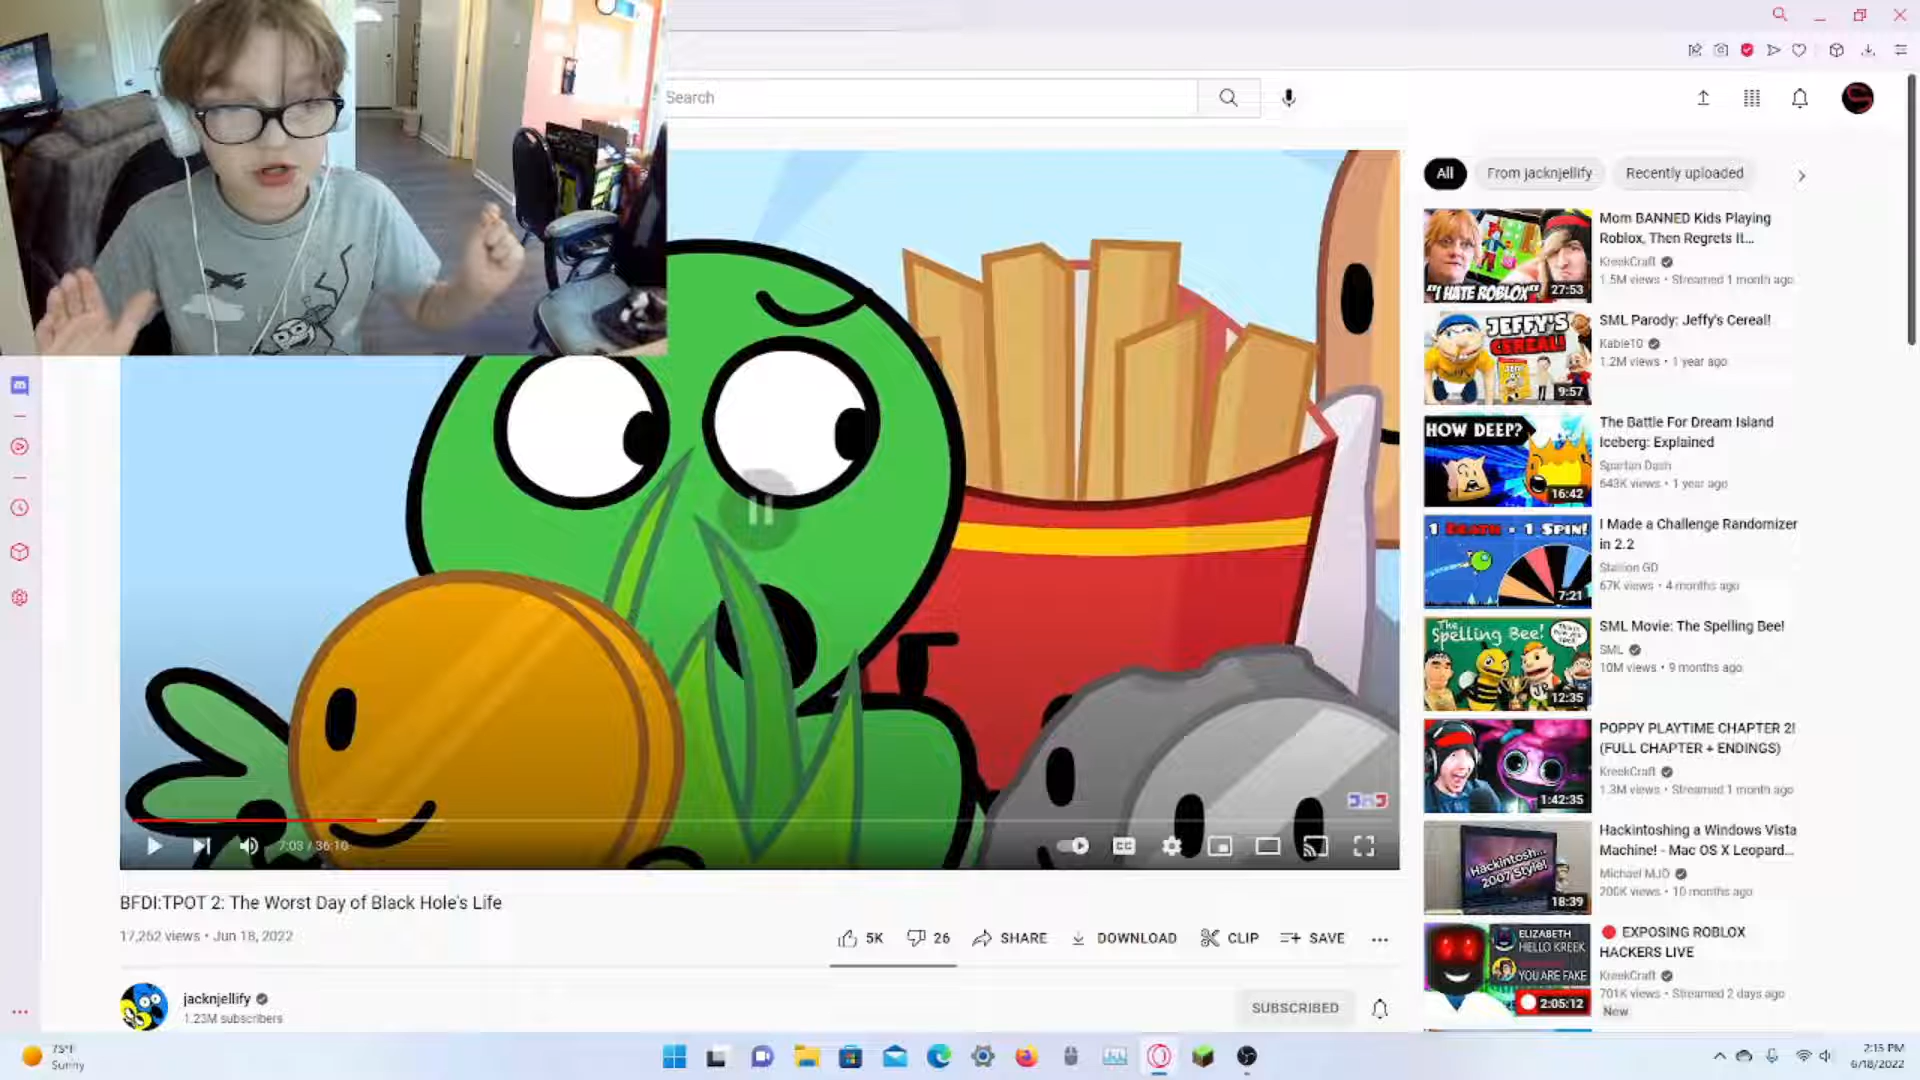 Search
All
From jacknjellify
Recently uploaded
"I HATE ROBLOX"
27:53
Mom BANNED Kids Playing
Roblox, Then Regrets It...
KreekCraft
1.5M views • Streamed 1 month ago
JEFFY'S
CEREAL!
9:57
SML Parody: Jeffy's Cereal!
Kable10
1.2M views • 1 year ago
HOW DEEP?
16:42
The Battle For Dream Island
Iceberg: Explained
Spartan Dash
643K views • 1 year ago
1 DEATH = 1 SPIN!
7:21
I Made a Challenge Randomizer
in 2.2
Stallion GD
67K views • 4 months ago
The
Spelling Bee!
12:35
SML Movie: The Spelling Bee!
SML
10M views • 9 months ago
1:42:35
POPPY PLAYTIME CHAPTER 2!
(FULL CHAPTER + ENDINGS)
KreekCraft
1.3M views • Streamed 1 month ago
Hackintosh...
2007 Style!
18:39
Hackintoshing a Windows Vista
Machine! - Mac OS X Leopard...
Michael MJD
200K views • 10 months ago
ELIZABETH
HELLO KREEK
YOU ARE FAKE
2:05:12
EXPOSING ROBLOX
HACKERS LIVE
KreekCraft
701K views • Streamed 2 days ago
New
7:03 / 36:10
CC
BFDI:TPOT 2: The Worst Day of Black Hole's Life
17,262 views • Jun 18, 2022
5K
26
SHARE
DOWNLOAD
CLIP
SAVE
jacknjellify
1.23M subscribers
SUBSCRIBED
75°F
Sunny
2:15 PM
6/18/2022